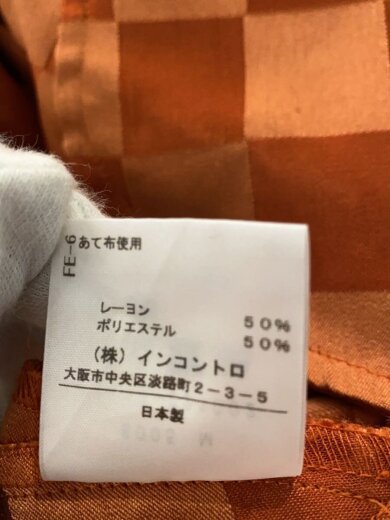 FE-6
あて布使用
レーヨン 50%
ポリエステル 50%
(株)インコントロ
大阪市中央区淡路町2-3-5
日本製